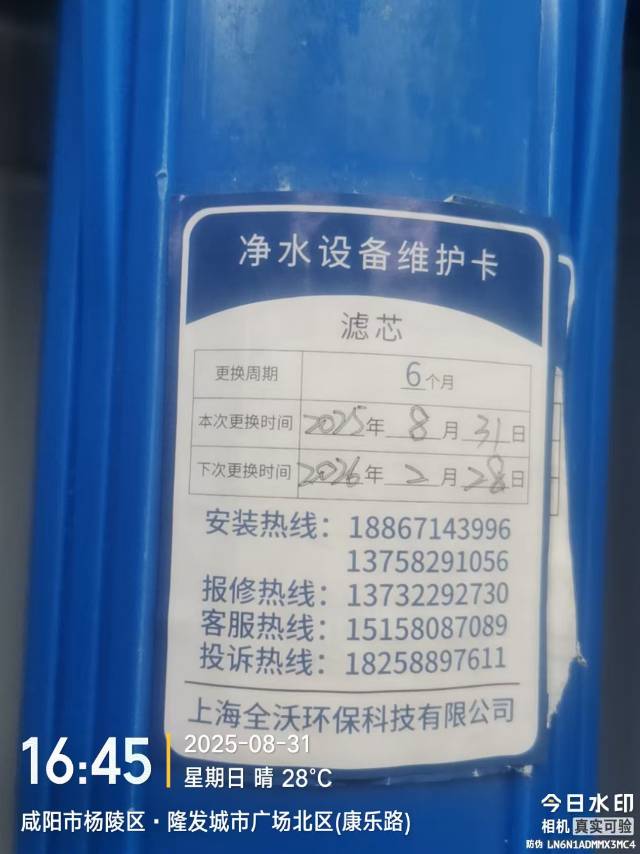 净水设备维护卡
滤芯
更换周期 6个月
本次更换时间 2025年 8月 31日
下次更换时间 2026年 2月 28日
安装热线：18867143996
13758291056
报修热线：13732292730
客服热线：15158087089
投诉热线：18258897611
上海全沃环保科技有限公司
16:45
2025-08-31
星期日 晴 28℃
咸阳市杨陵区·隆发城市广场北区(康乐路)
今日水印
相机 真实可验
防伪 LN6N1ADMMX3MC4